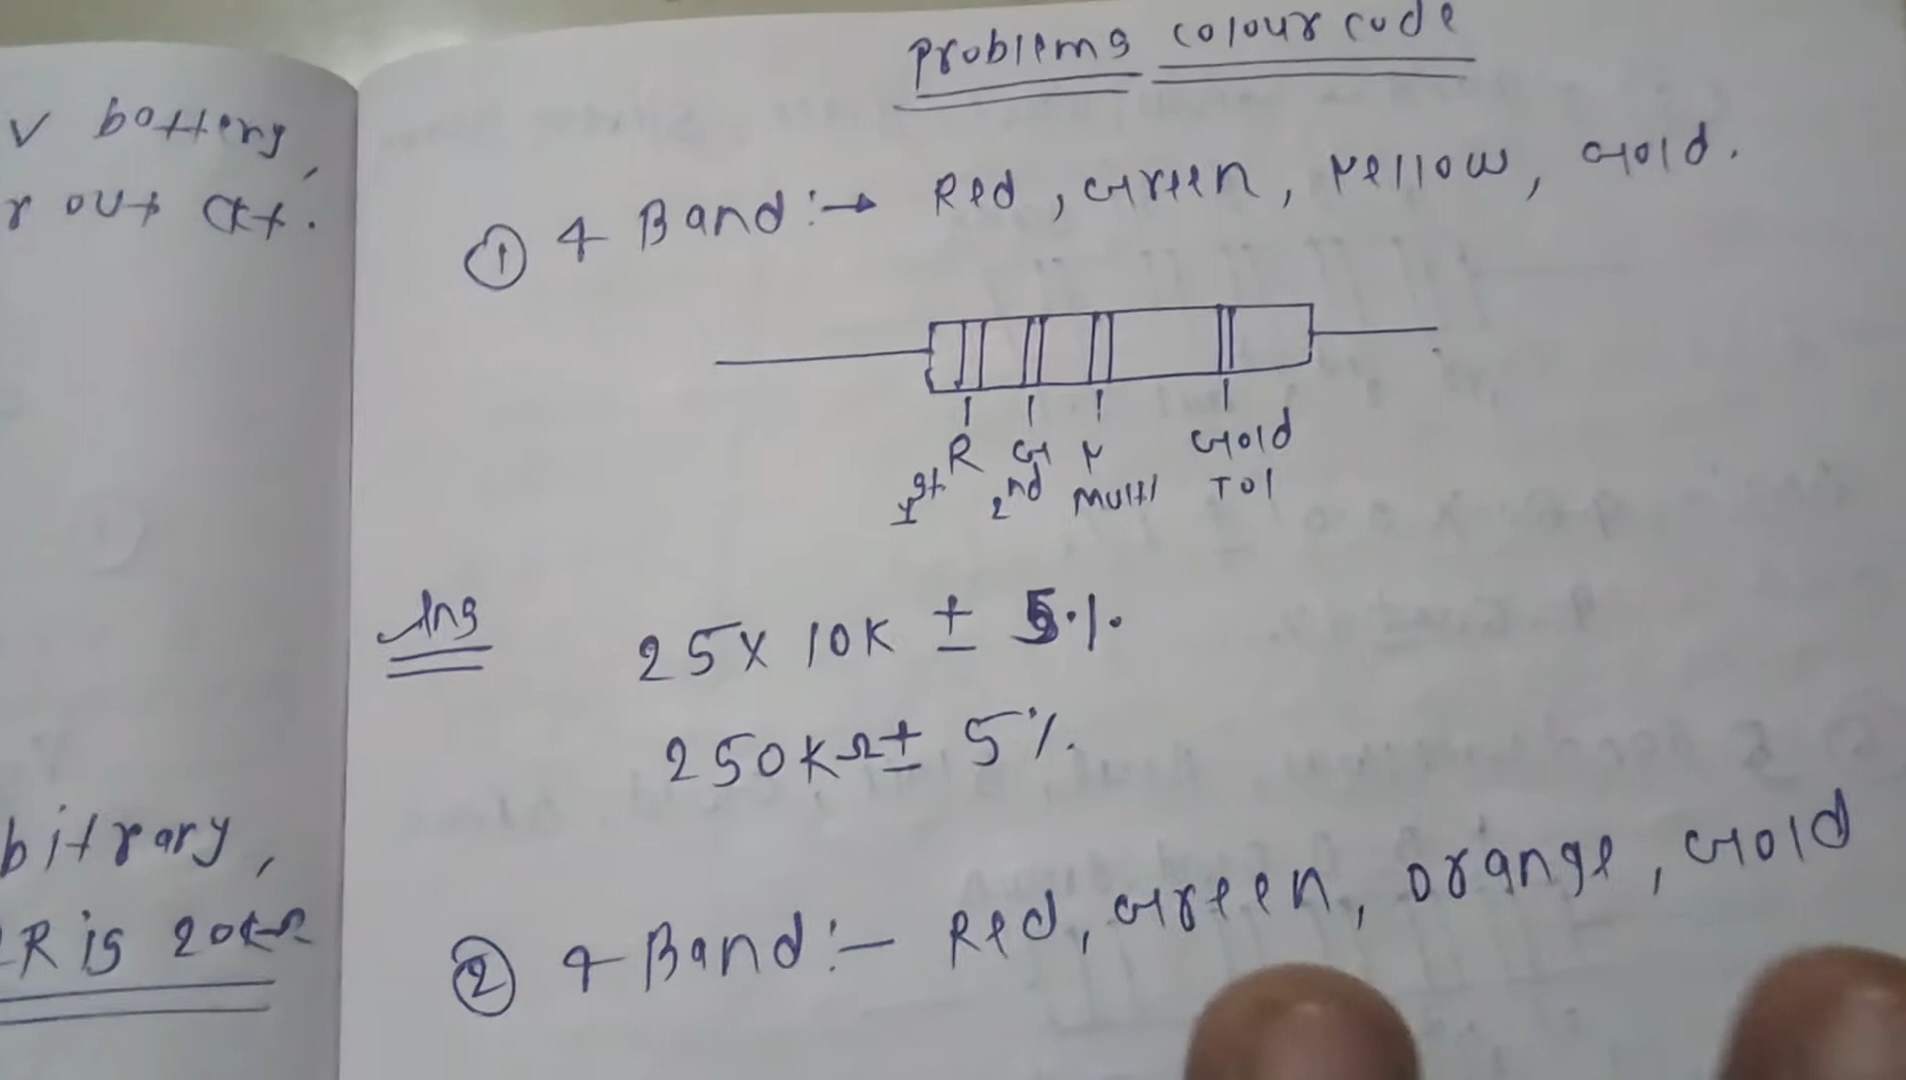 V battery,
r out ckt.
bitrary,
R is 20kΩ
Problems colour code
① 4 Band :→ Red, Green, Yellow, Gold.
R G Y Gold
1st 2nd Multi Tol
Ans
25 x 10K ± 5%
250KΩ ± 5%
② 4 Band :- Red, Green, orange, Gold